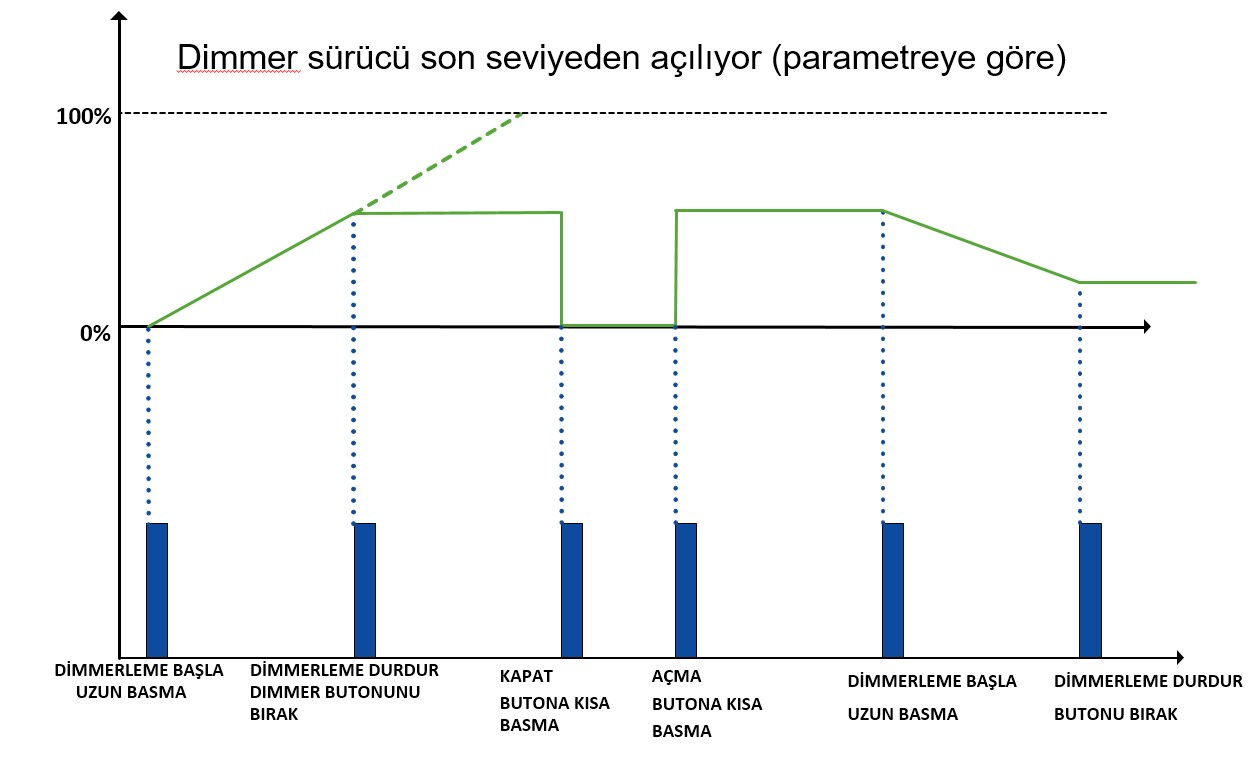 Dimmer sürücü son seviyeden açılıyor (parametreye göre)
100%
0%
DİMMERLEME BAŞLA
UZUN BASMA
DİMMERLEME DURDUR
DİMMER BUTONUNU
BIRAK
KAPAT
BUTONA KISA
BASMA
AÇMA
BUTONA KISA
BASMA
DİMMERLEME BAŞLA
UZUN BASMA
DİMMERLEME DURDUR
BUTONU BIRAK